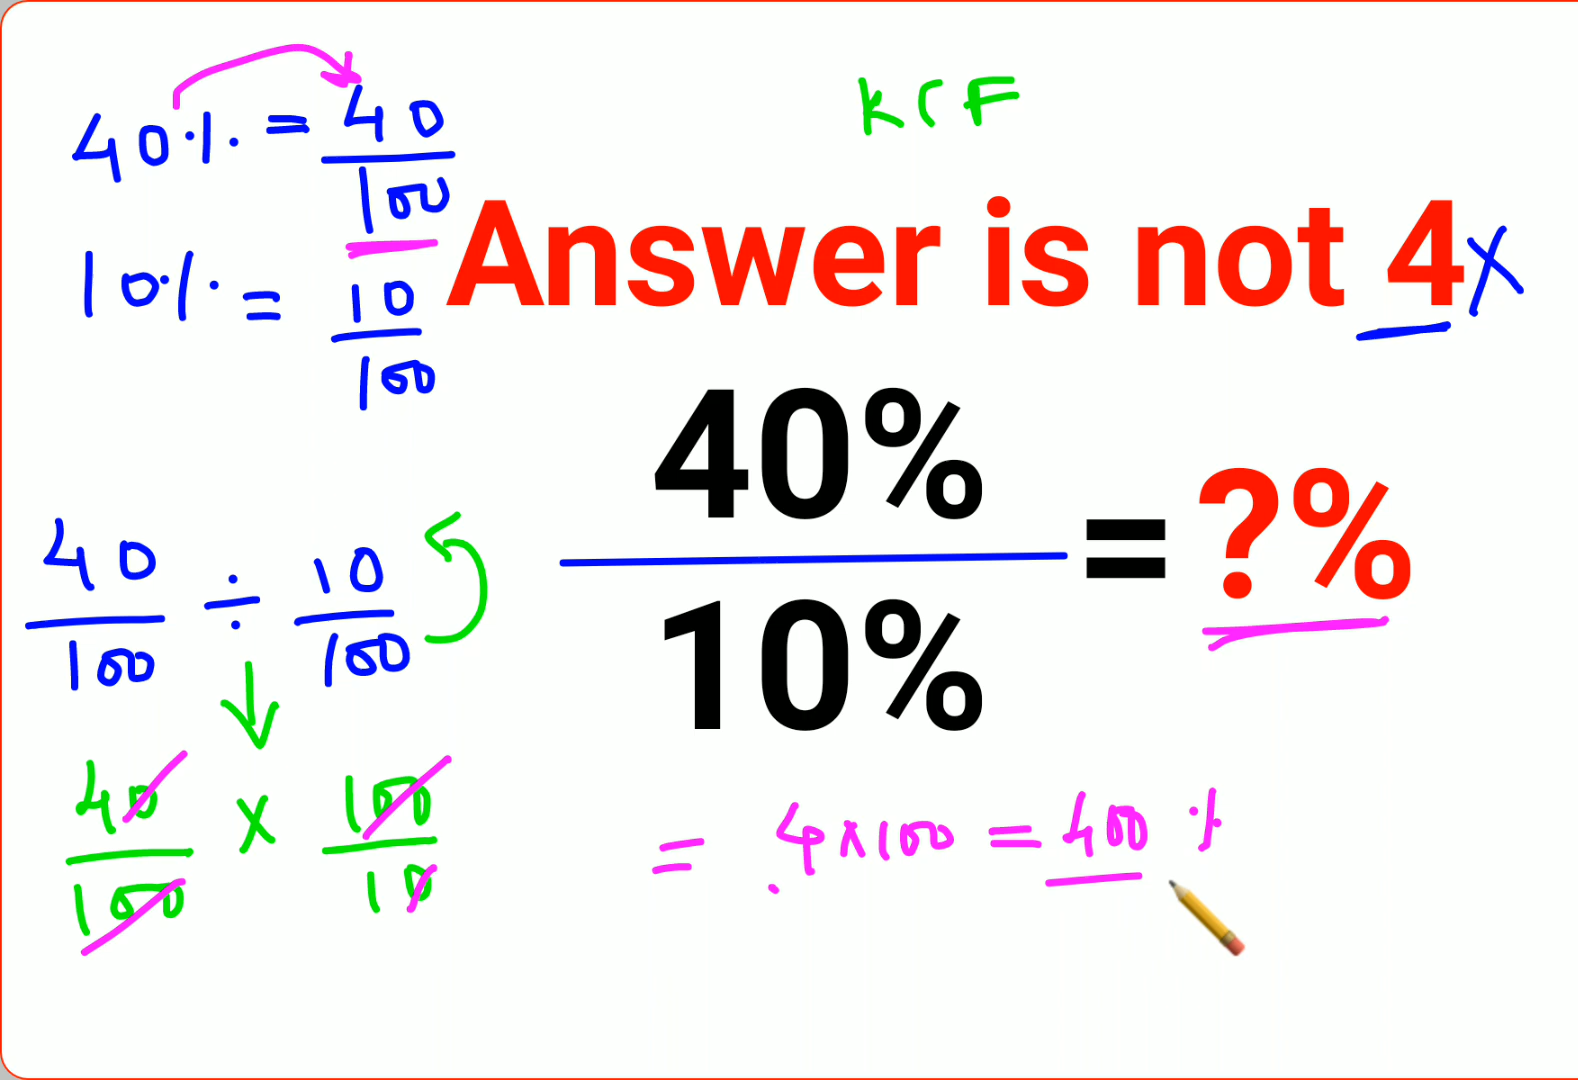 KCF
40% = 40/100
10% = 10/100
Answer is not 4X
40%/10% = ?%
40/100 ÷ 10/100
40/100 x 100/10
= 4x100 = 400 %